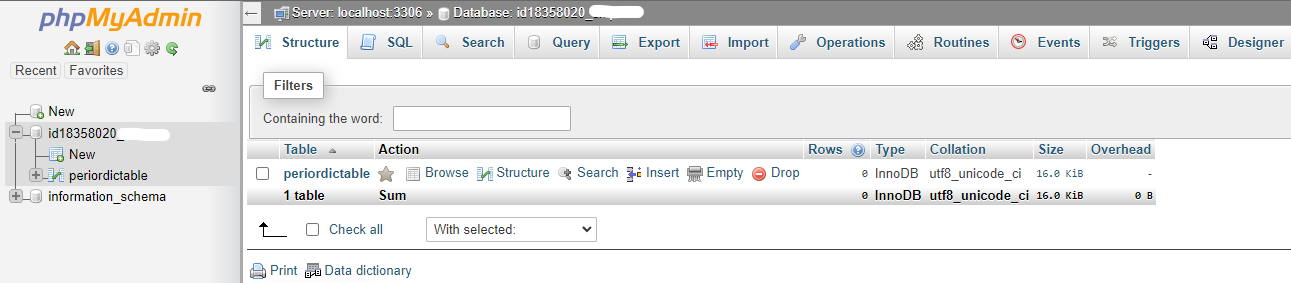 phpMyAdmin
Recent Favorites
New
id18358020_
New
periordictable
information_schema
Server: localhost:3306 » Database: id18358020_
Structure SQL Search Query Export Import Operations Routines Events Triggers Designer
Filters
Containing the word:
Table Action Rows Type Collation Size Overhead
periordictable Browse Structure Search Insert Empty Drop 0 InnoDB utf8_unicode_ci 16.0 KiB -
1 table Sum 0 InnoDB utf8_unicode_ci 16.0 KiB 0 B
Check all With selected:
Print Data dictionary